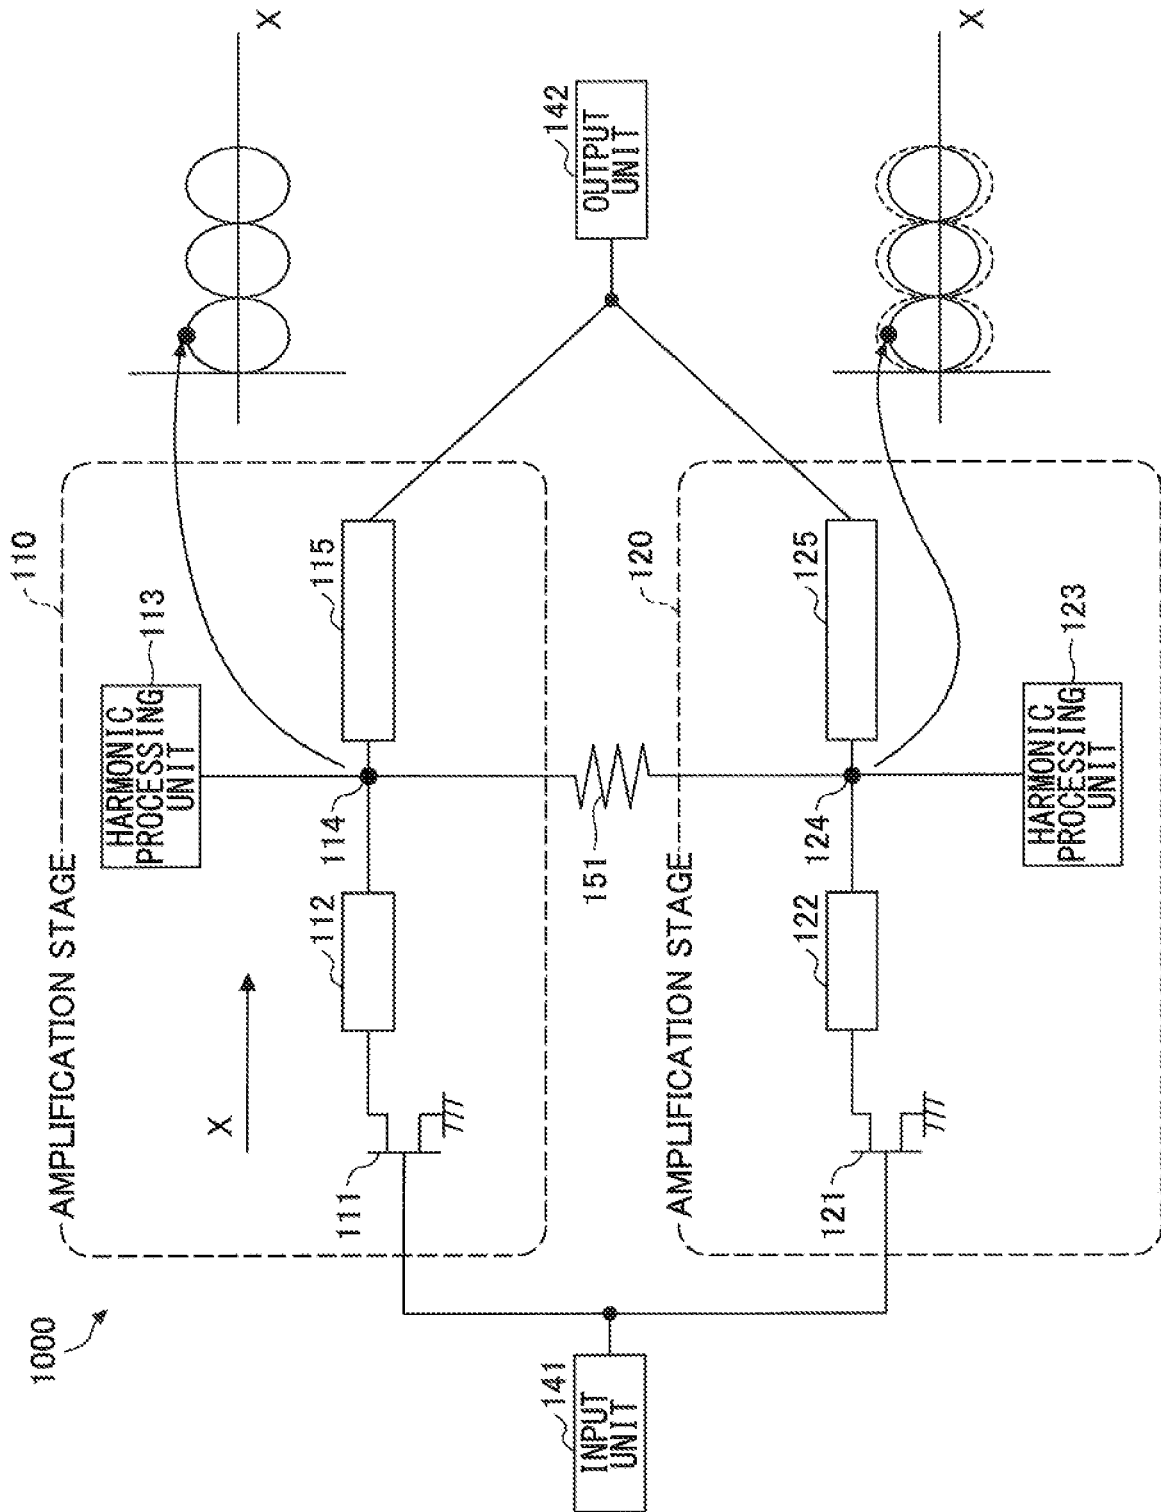 1000
X
AMPLIFICATION STAGE
110
HARMONIC
PROCESSING
UNIT
113
X
111
112
114
115
INPUT
UNIT
141
151
OUTPUT
UNIT
142
AMPLIFICATION STAGE
120
121
122
124
125
HARMONIC
PROCESSING
UNIT
123
X